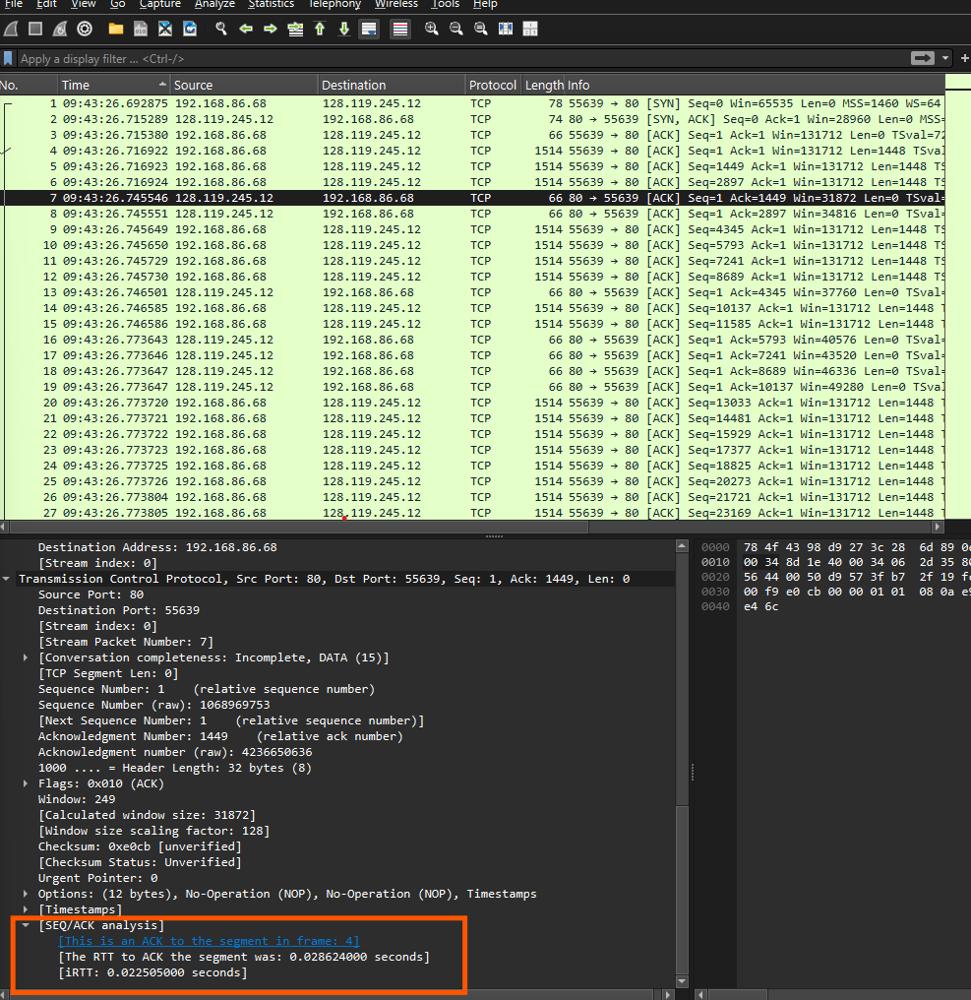 File Edit View Go Capture Analyze Statistics Telephony Wireless Tools Help
Apply a display filter ... <Ctrl-/>
No. Time Source Destination Protocol Length Info
1 09:43:26.692875 192.168.86.68 128.119.245.12 TCP 78 55639 → 80 [SYN] Seq=0 Win=65535 Len=0 MSS=1460 WS=64
2 09:43:26.715289 128.119.245.12 192.168.86.68 TCP 74 80 → 55639 [SYN, ACK] Seq=0 Ack=1 Win=28960 Len=0 MSS=
3 09:43:26.715380 192.168.86.68 128.119.245.12 TCP 66 55639 → 80 [ACK] Seq=1 Ack=1 Win=131712 Len=0 TSval=72
4 09:43:26.716922 192.168.86.68 128.119.245.12 TCP 1514 55639 → 80 [ACK] Seq=1 Ack=1 Win=131712 Len=1448 TSval
5 09:43:26.716923 192.168.86.68 128.119.245.12 TCP 1514 55639 → 80 [ACK] Seq=1449 Ack=1 Win=131712 Len=1448 TS
6 09:43:26.716924 192.168.86.68 128.119.245.12 TCP 1514 55639 → 80 [ACK] Seq=2897 Ack=1 Win=131712 Len=1448 TS
7 09:43:26.745546 128.119.245.12 192.168.86.68 TCP 66 80 → 55639 [ACK] Seq=1 Ack=1449 Win=31872 Len=0 TSval=
8 09:43:26.745551 128.119.245.12 192.168.86.68 TCP 66 80 → 55639 [ACK] Seq=1 Ack=2897 Win=34816 Len=0 TSval=
9 09:43:26.745649 192.168.86.68 128.119.245.12 TCP 1514 55639 → 80 [ACK] Seq=4345 Ack=1 Win=131712 Len=1448 TS
10 09:43:26.745650 192.168.86.68 128.119.245.12 TCP 1514 55639 → 80 [ACK] Seq=5793 Ack=1 Win=131712 Len=1448 TS
11 09:43:26.745729 192.168.86.68 128.119.245.12 TCP 1514 55639 → 80 [ACK] Seq=7241 Ack=1 Win=131712 Len=1448 TS
12 09:43:26.745730 192.168.86.68 128.119.245.12 TCP 1514 55639 → 80 [ACK] Seq=8689 Ack=1 Win=131712 Len=1448 TS
13 09:43:26.746501 128.119.245.12 192.168.86.68 TCP 66 80 → 55639 [ACK] Seq=1 Ack=4345 Win=37760 Len=0 TSval=
14 09:43:26.746585 192.168.86.68 128.119.245.12 TCP 1514 55639 → 80 [ACK] Seq=10137 Ack=1 Win=131712 Len=1448 T
15 09:43:26.746586 192.168.86.68 128.119.245.12 TCP 1514 55639 → 80 [ACK] Seq=11585 Ack=1 Win=131712 Len=1448 T
16 09:43:26.773643 128.119.245.12 192.168.86.68 TCP 66 80 → 55639 [ACK] Seq=1 Ack=5793 Win=40576 Len=0 TSval=
17 09:43:26.773646 128.119.245.12 192.168.86.68 TCP 66 80 → 55639 [ACK] Seq=1 Ack=7241 Win=43520 Len=0 TSval=
18 09:43:26.773647 128.119.245.12 192.168.86.68 TCP 66 80 → 55639 [ACK] Seq=1 Ack=8689 Win=46336 Len=0 TSval=
19 09:43:26.773647 128.119.245.12 192.168.86.68 TCP 66 80 → 55639 [ACK] Seq=1 Ack=10137 Win=49280 Len=0 TSval
20 09:43:26.773720 192.168.86.68 128.119.245.12 TCP 1514 55639 → 80 [ACK] Seq=13033 Ack=1 Win=131712 Len=1448 T
21 09:43:26.773721 192.168.86.68 128.119.245.12 TCP 1514 55639 → 80 [ACK] Seq=14481 Ack=1 Win=131712 Len=1448 T
22 09:43:26.773722 192.168.86.68 128.119.245.12 TCP 1514 55639 → 80 [ACK] Seq=15929 Ack=1 Win=131712 Len=1448 T
23 09:43:26.773723 192.168.86.68 128.119.245.12 TCP 1514 55639 → 80 [ACK] Seq=17377 Ack=1 Win=131712 Len=1448 T
24 09:43:26.773725 192.168.86.68 128.119.245.12 TCP 1514 55639 → 80 [ACK] Seq=18825 Ack=1 Win=131712 Len=1448 T
25 09:43:26.773726 192.168.86.68 128.119.245.12 TCP 1514 55639 → 80 [ACK] Seq=20273 Ack=1 Win=131712 Len=1448 T
26 09:43:26.773804 192.168.86.68 128.119.245.12 TCP 1514 55639 → 80 [ACK] Seq=21721 Ack=1 Win=131712 Len=1448 T
27 09:43:26.773805 192.168.86.68 128.119.245.12 TCP 1514 55639 → 80 [ACK] Seq=23169 Ack=1 Win=131712 Len=1448 T
Destination Address: 192.168.86.68
[Stream index: 0]
Transmission Control Protocol, Src Port: 80, Dst Port: 55639, Seq: 1, Ack: 1449, Len: 0
Source Port: 80
Destination Port: 55639
[Stream index: 0]
[Stream Packet Number: 7]
[Conversation completeness: Incomplete, DATA (15)]
[TCP Segment Len: 0]
Sequence Number: 1 (relative sequence number)
Sequence Number (raw): 1068969753
[Next Sequence Number: 1 (relative sequence number)]
Acknowledgment Number: 1449 (relative ack number)
Acknowledgment number (raw): 4236650636
1000 .... = Header Length: 32 bytes (8)
Flags: 0x010 (ACK)
Window: 249
[Calculated window size: 31872]
[Window size scaling factor: 128]
Checksum: 0xe0cb [unverified]
[Checksum Status: Unverified]
Urgent Pointer: 0
Options: (12 bytes), No-Operation (NOP), No-Operation (NOP), Timestamps
[Timestamps]
[SEQ/ACK analysis]
[This is an ACK to the segment in frame: 4]
[The RTT to ACK the segment was: 0.028624000 seconds]
[iRTT: 0.022505000 seconds]
0000 78 4f 43 98 d9 27 3c 28 6d 89 0e
0010 00 34 8d 1e 40 00 34 06 2d 35 80
0020 56 44 00 50 d9 57 3f b7 2f 19 fc
0030 00 f9 e0 cb 00 00 01 01 08 0a e9
0040 e4 6c